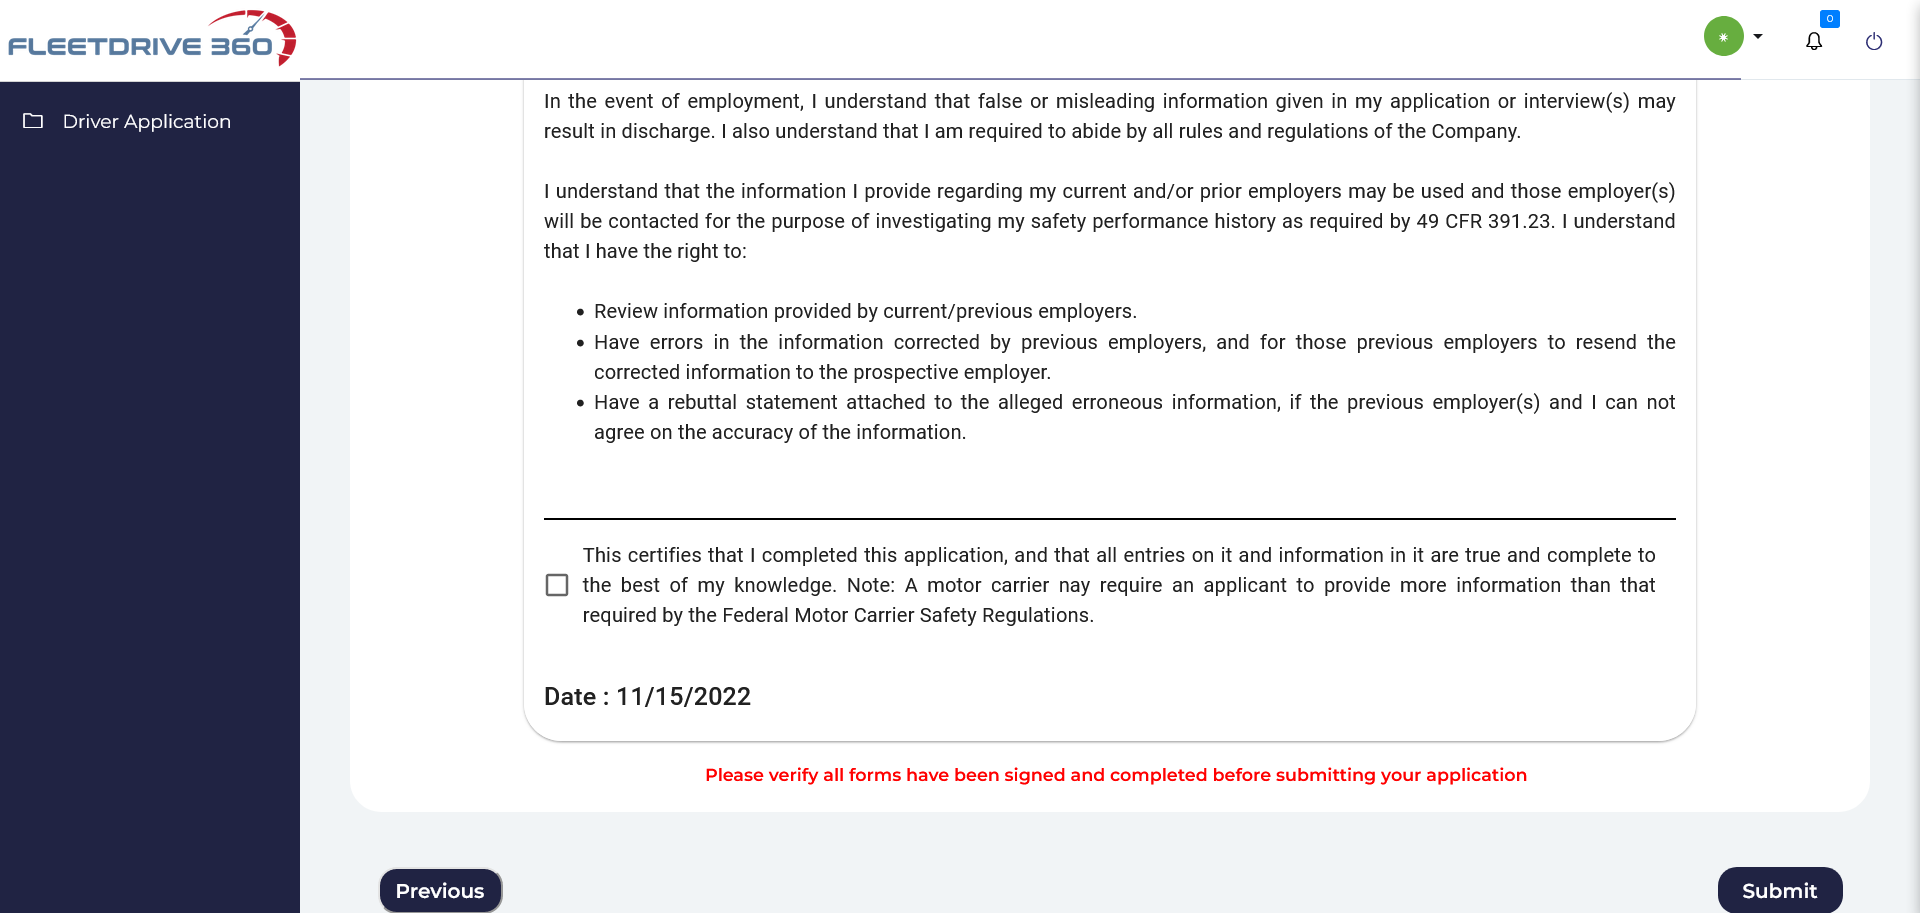 FLEETDRIVE 360
0
Driver Application
In the event of employment, I understand that false or misleading information given in my application or interview(s) may
result in discharge. I also understand that I am required to abide by all rules and regulations of the Company.
I understand that the information I provide regarding my current and/or prior employers may be used and those employer(s)
will be contacted for the purpose of investigating my safety performance history as required by 49 CFR 391.23. I understand
that I have the right to:
• Review information provided by current/previous employers.
• Have errors in the information corrected by previous employers, and for those previous employers to resend the
corrected information to the prospective employer.
• Have a rebuttal statement attached to the alleged erroneous information, if the previous employer(s) and I can not
agree on the accuracy of the information.
This certifies that I completed this application, and that all entries on it and information in it are true and complete to
the best of my knowledge. Note: A motor carrier nay require an applicant to provide more information than that
required by the Federal Motor Carrier Safety Regulations.
Date : 11/15/2022
Please verify all forms have been signed and completed before submitting your application
Previous
Submit